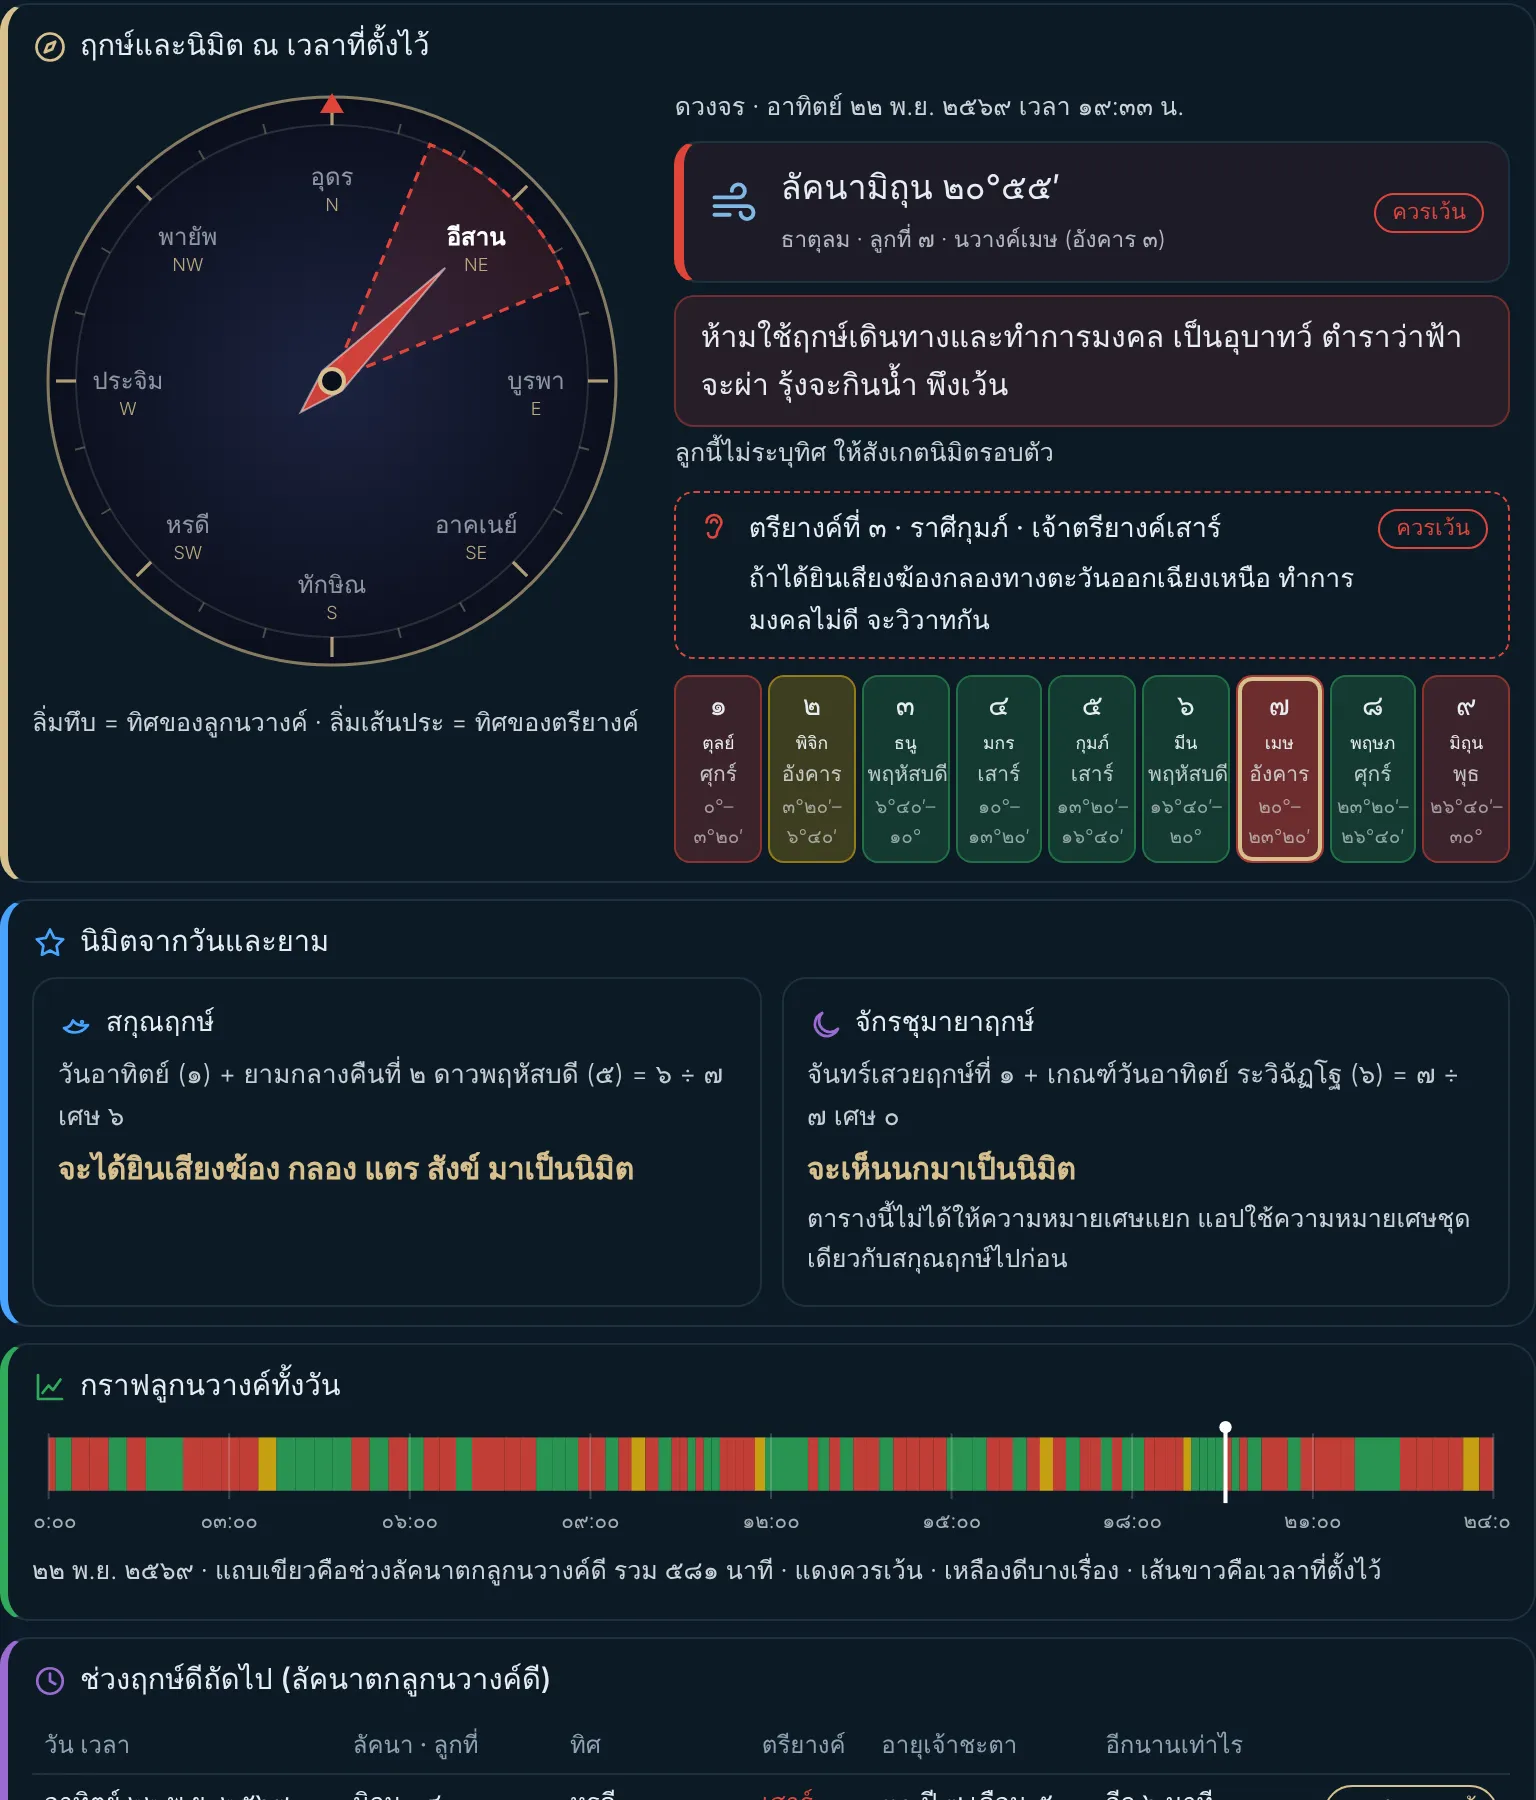 ฤกษ์และนิมิต ณ เวลาที่ตั้งไว้
อุดร
N
พายัพ
NW
อีสาน
NE
ประจิม
W
บูรพา
E
หรดี
SW
อาคเนย์
SE
ทักษิณ
S
ลิ่มทึบ = ทิศของลูกนวางค์ · ลิ่มเส้นประ = ทิศของตรียางค์
ดวงจร · อาทิตย์ ๒๒ พ.ย. ๒๕๖๙ เวลา ๑๙:๓๓ น.
ลัคนามิถุน ๒๐°๕๕′
ธาตุลม · ลูกที่ ๗ · นวางค์เมษ (อังคาร ๓)
ควรเว้น
ห้ามใช้ฤกษ์เดินทางและทำการมงคล เป็นอุบาทว์ ตำราว่าฟ้า
จะผ่า รุ้งจะกินน้ำ พึงเว้น
ลูกนี้ไม่ระบุทิศ ให้สังเกตนิมิตรอบตัว
ตรียางค์ที่ ๓ · ราศีกุมภ์ · เจ้าตรียางค์เสาร์
ควรเว้น
ถ้าได้ยินเสียงฆ้องกลองทางตะวันออกเฉียงเหนือ ทำการ
มงคลไม่ดี จะวิวาทกัน
๑ ๒ ๓ ๔ ๕ ๖ ๗ ๘ ๙
ตุลย์ พิจิก ธนู มกร กุมภ์ มีน เมษ พฤษภ มิถุน
ศุกร์ อังคาร พฤหัสบดี เสาร์ เสาร์ พฤหัสบดี อังคาร ศุกร์ พุธ
๐°– ๓°๒๐′– ๖°๔๐′– ๑๐°– ๑๓°๒๐′– ๑๖°๔๐′– ๒๐°– ๒๓°๒๐′– ๒๖°๔๐′–
๓°๒๐′ ๖°๔๐′ ๑๐° ๑๓°๒๐′ ๑๖°๔๐′ ๒๐° ๒๓°๒๐′ ๒๖°๔๐′ ๓๐°
นิมิตจากวันและยาม
สกุณฤกษ์
วันอาทิตย์ (๑) + ยามกลางคืนที่ ๒ ดาวพฤหัสบดี (๕) = ๖ ÷ ๗
เศษ ๖
จะได้ยินเสียงฆ้อง กลอง แตร สังข์ มาเป็นนิมิต
จักรชุมายาฤกษ์
จันทร์เสวยฤกษ์ที่ ๑ + เกณฑ์วันอาทิตย์ ระวิฉัฏโฐ (๖) = ๗ ÷
๗ เศษ ๐
จะเห็นนกมาเป็นนิมิต
ตารางนี้ไม่ได้ให้ความหมายเศษแยก แอปใช้ความหมายเศษชุด
เดียวกับสกุณฤกษ์ไปก่อน
กราฟลูกนวางค์ทั้งวัน
๐:๐๐ ๐๓:๐๐ ๐๖:๐๐ ๐๙:๐๐ ๑๒:๐๐ ๑๕:๐๐ ๑๘:๐๐ ๒๑:๐๐ ๒๔:๐
๒๒ พ.ย. ๒๕๖๙ · แถบเขียวคือช่วงลัคนาตกลูกนวางค์ดี รวม ๕๘๑ นาที · แดงควรเว้น · เหลืองดีบางเรื่อง · เส้นขาวคือเวลาที่ตั้งไว้
ช่วงฤกษ์ดีถัดไป (ลัคนาตกลูกนวางค์ดี)
วัน เวลา ลัคนา · ลูกที่ ทิศ ตรียางค์ อายุเจ้าชะตา อีกนานเท่าไร